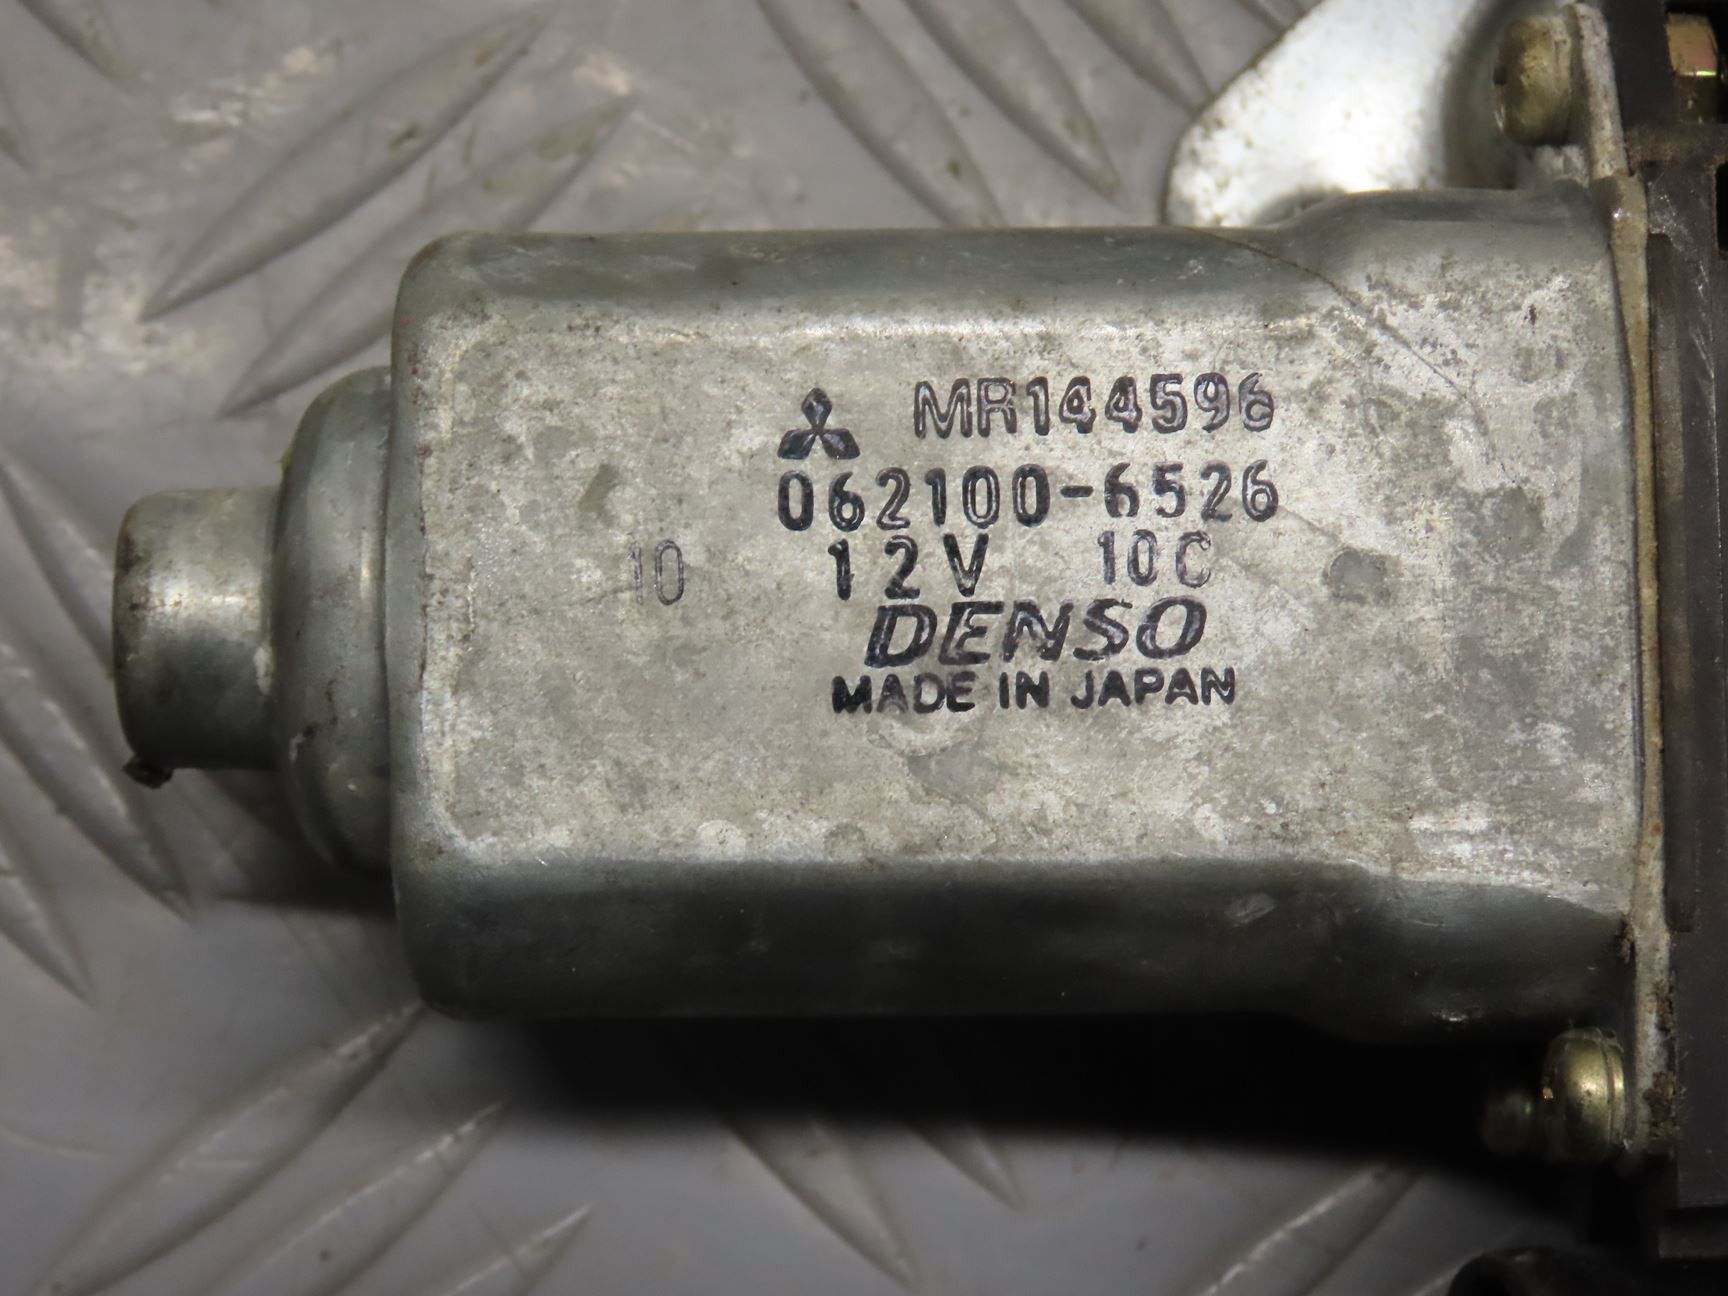 MR144596
062100-6526
10 12V 10C
DENSO
MADE IN JAPAN